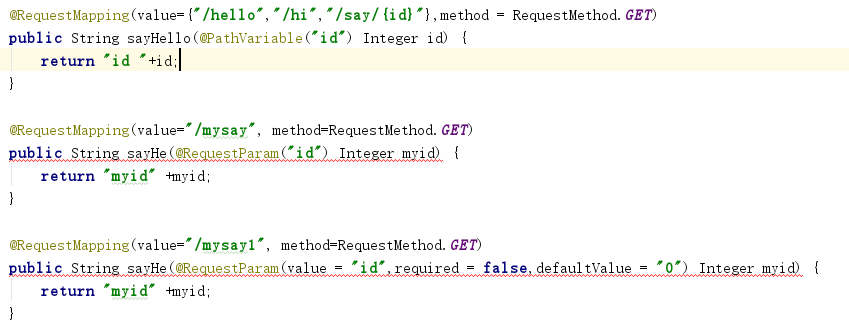 @RequestMapping(value={"/hello","/hi","/say/{id}"},method = RequestMethod.GET)
public String sayHello(@PathVariable("id") Integer id) {
return "id "+id;
}
@RequestMapping(value="/mysay", method=RequestMethod.GET)
public String sayHe(@RequestParam("id") Integer myid) {
return "myid" +myid;
}
@RequestMapping(value="/mysay1", method=RequestMethod.GET)
public String sayHe(@RequestParam(value = "id",required = false,defaultValue = "0") Integer myid) {
return "myid" +myid;
}